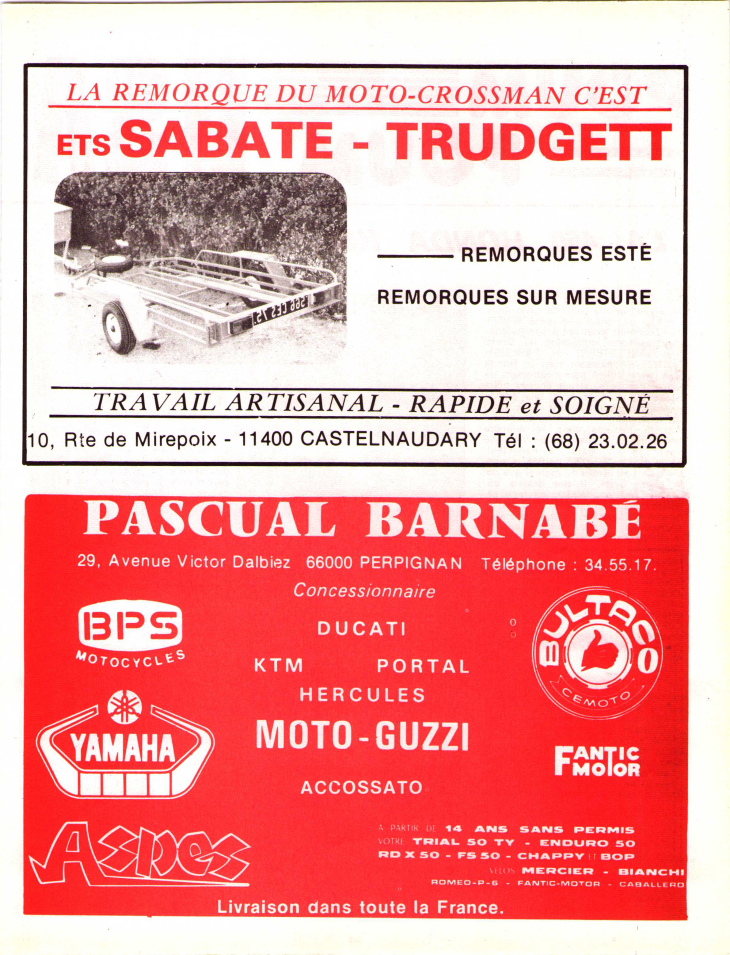 LA REMORQUE DU MOTO-CROSSMAN C'EST
ETS SABATE - TRUDGETT
REMORQUES ESTÉ
REMORQUES SUR MESURE
TRAVAIL ARTISANAL - RAPIDE et SOIGNÉ
10, Rte de Mirepoix - 11400 CASTELNAUDARY Tél : (68) 23.02.26
PASCUAL BARNABÉ
29, Avenue Victor Dalbiez 66000 PERPIGNAN Téléphone : 34.55.17.
Concessionnaire
BPS
MOTOCYCLES
DUCATI
KTM PORTAL
HERCULES
MOTO - GUZZI
ACCOSSATO
BULTACO
CEMOTO
YAMAHA
FANTIC
MOTOR
ASPES
A PARTIR DE 14 ANS SANS PERMIS
VOTRE TRIAL 50 TY - ENDURO 50
RD X 50 - FS 50 - CHAPPY ET BOP
VELOS MERCIER - BIANCHI
ROMEO-P-6 - FANTIC-MOTOR - CABALLERO
Livraison dans toute la France.